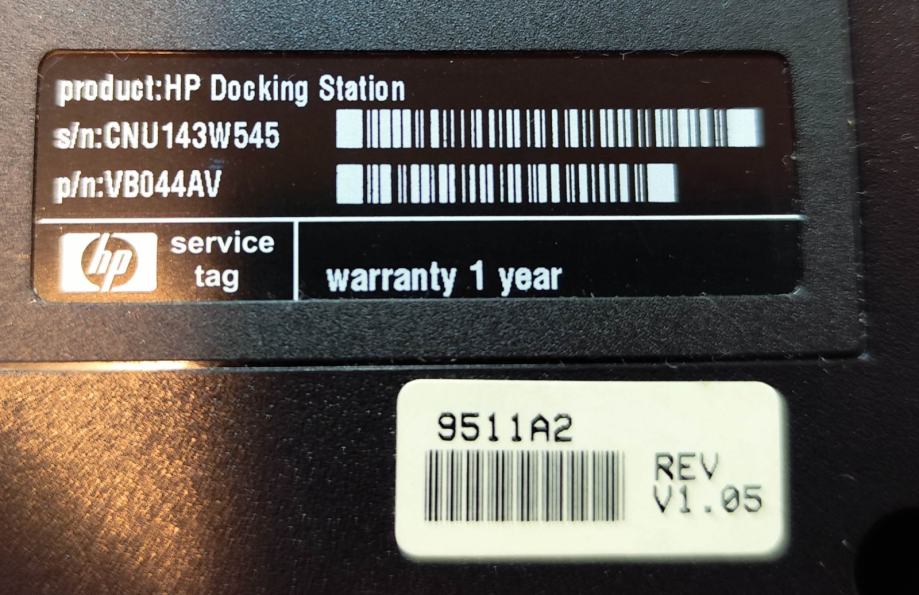 product:HP Docking Station
s/n:CNU143W545
p/n:VB044AV
hp
service
tag
warranty 1 year
9511A2
REV
V1.05